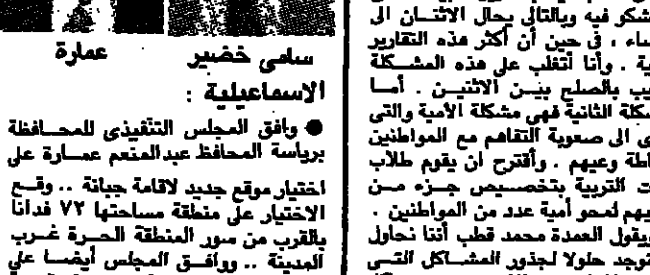 شكو فيه وبالتالى يحال الاثنان الى
ساء ، فى حين أن أكثر هذه التقارير
ية . وأنا أتغلب على هذه المشكلة
يب بالصلح بين الاثنين . أما
شكلة الثانية فهى مشكلة الأمية والتى
ى الى صعوبة التفاهم مع المواطنين
اطة وعيهم . وأقترح ان يقوم طلاب
ت التربية بتخصيص جزء من
يهم لمحو أمية عدد من المواطنين .
ويقول العمدة محمد قطب أننا نحاول
توجد حلولا لجذور المشاكل التى
سامى خضير
عمارة
الاسماعيلية :
● وافق المجلس التنفيذى للمحافظة
برياسة المحافظ عبدالمنعم عمارة على
اختيار موقع جديد لاقامة جبانة .. وقع
الاختيار على منطقة مساحتها ٧٢ فدانا
بالقرب من سور المنطقة الحرة غرب
المدينة .. ووافق المجلس أيضا على